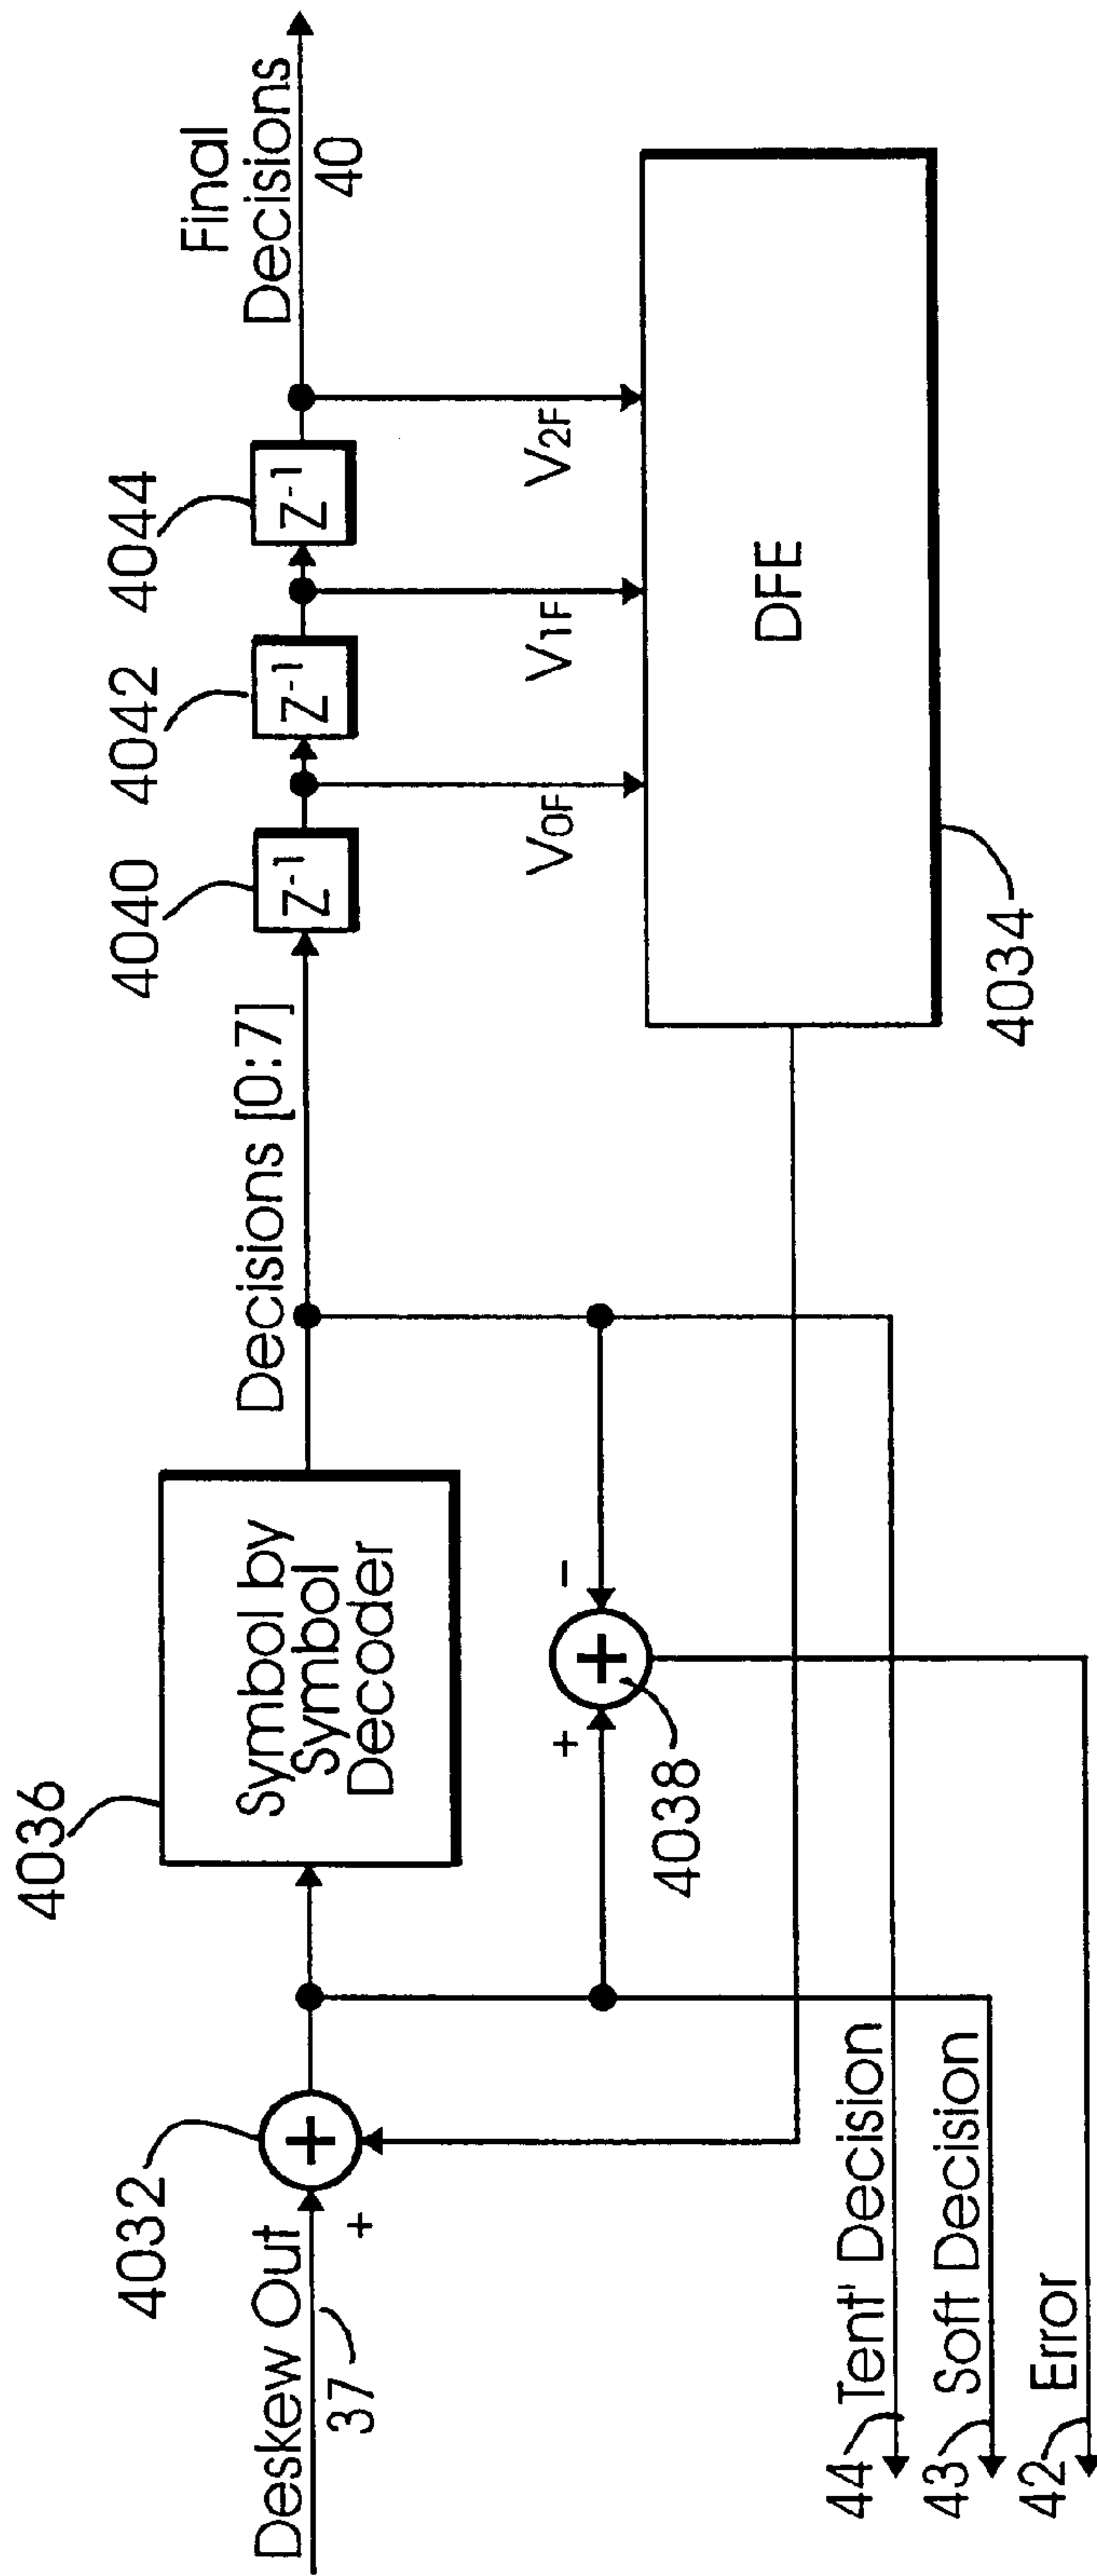 4032
Deskew Out
37
+
+
4036
Symbol by
Symbol
Decoder
Decisions [0:7]
4040
4042
4044
Z-1
Z-1
Z-1
Final
Decisions
40
V0F
V1F
V2F
DFE
4034
+
-
+
4038
44
Tent' Decision
43
Soft Decision
42
Error